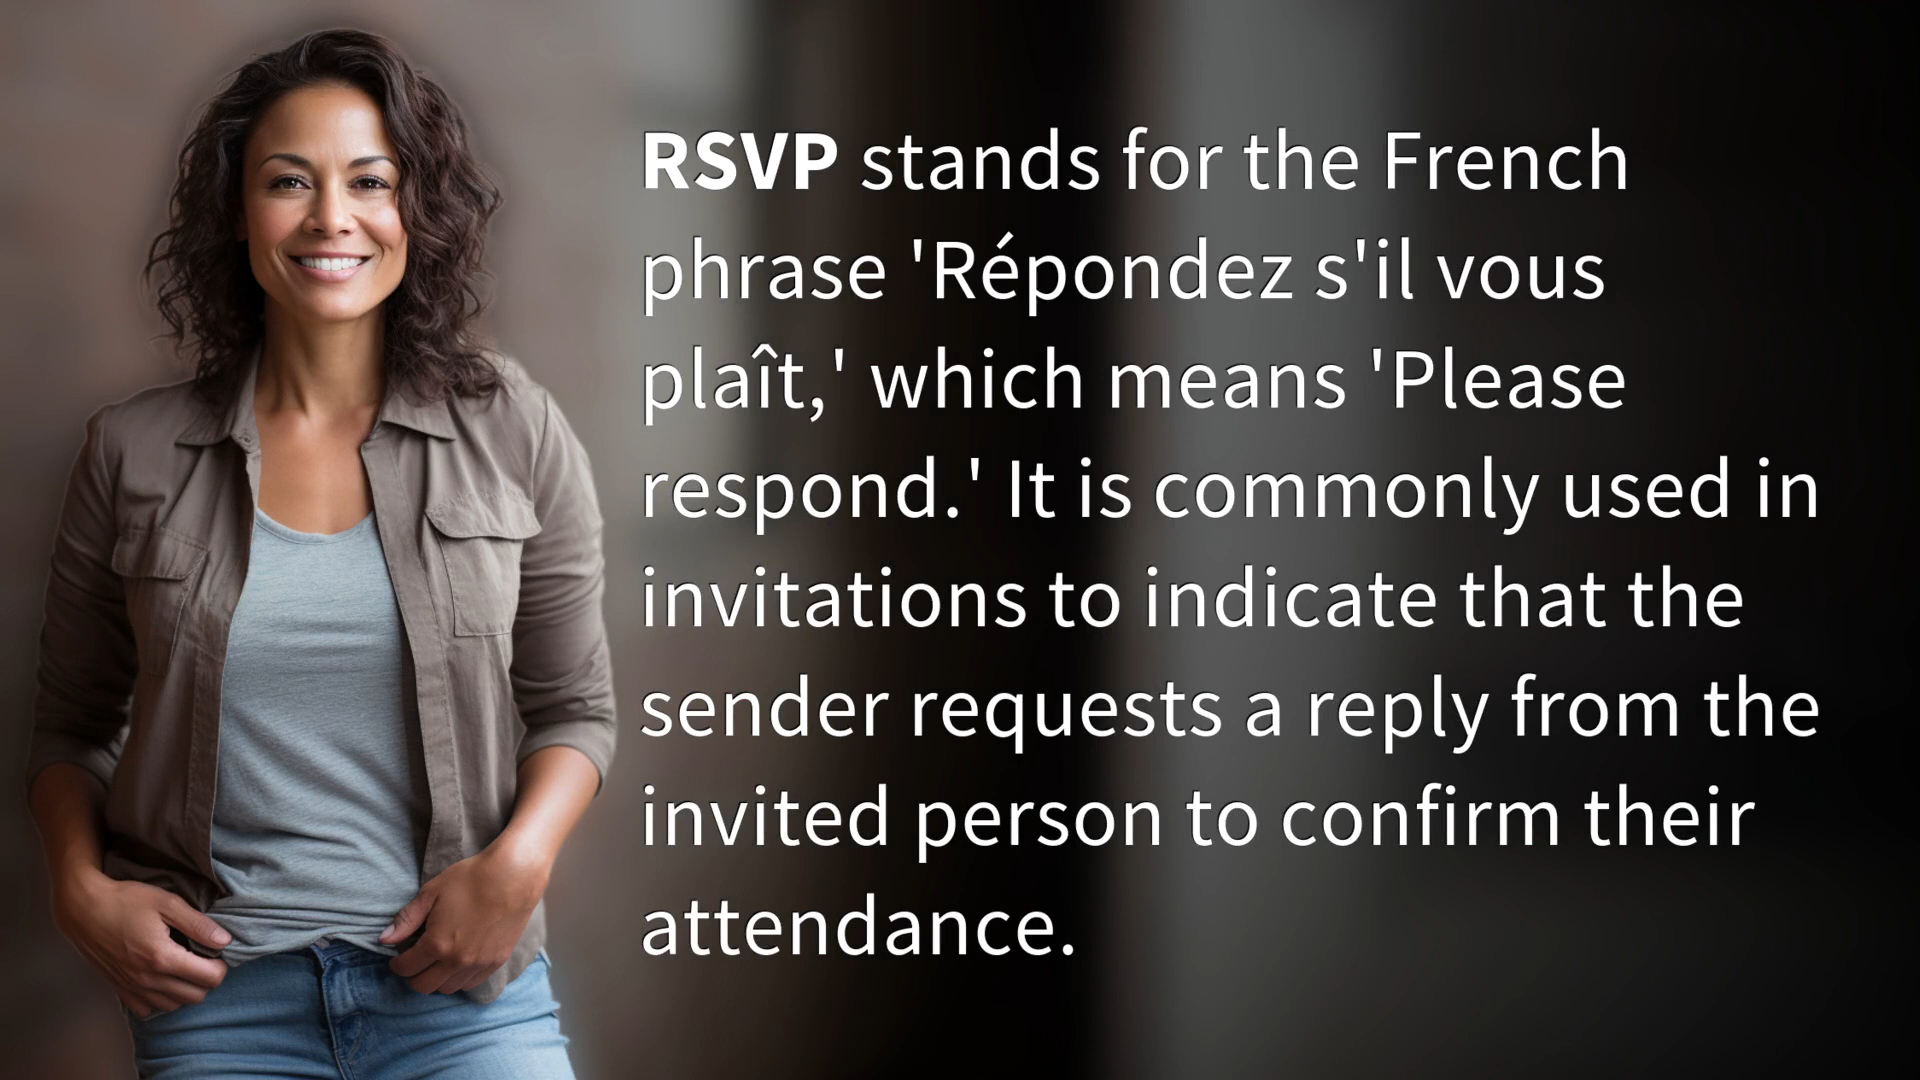 RSVP stands for the French
phrase 'Répondez s'il vous
plaît,' which means 'Please
respond.' It is commonly used in
invitations to indicate that the
sender requests a reply from the
invited person to confirm their
attendance.